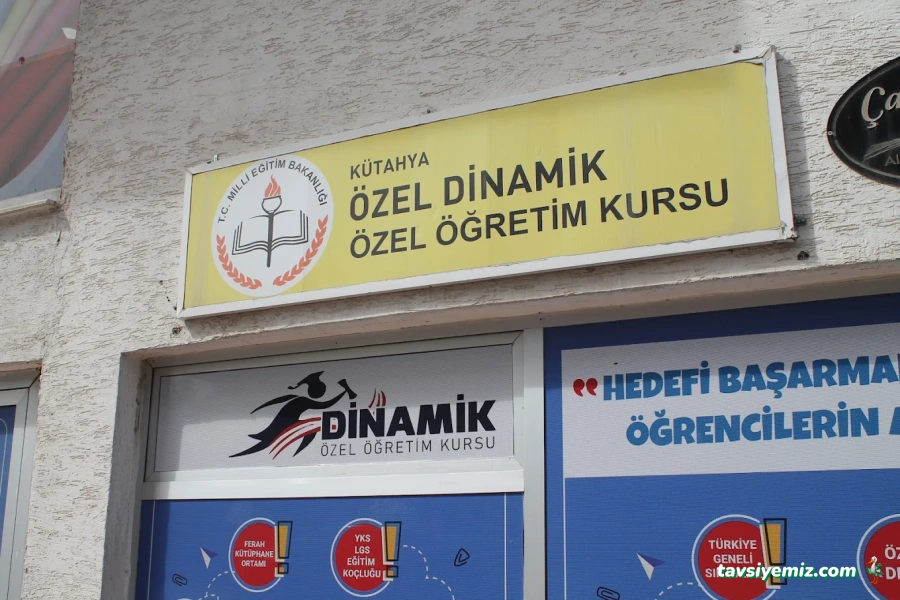 T.C. MİLLİ EĞİTİM BAKANLIĞI
KÜTAHYA
ÖZEL DİNAMİK
ÖZEL ÖĞRETİM KURSU
DİNAMİK
ÖZEL ÖĞRETİM KURSU
HEDEFİ
ÖĞRENCİLERİN
FERAH
KÜTÜPHANE
ORTAMI
YKS
LGS
EĞİTİM
KOÇLUĞU
TÜRKİYE
GENELİ
tavsiyemiz.com